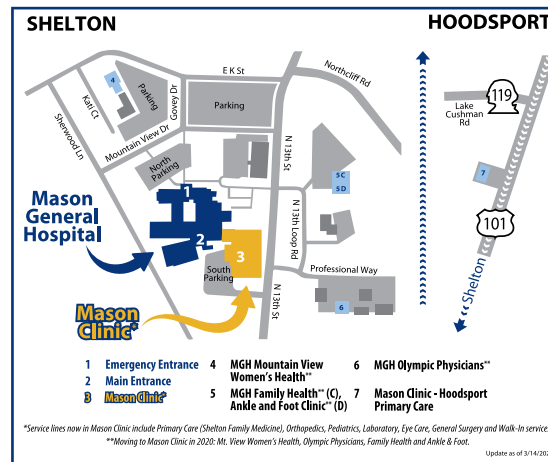 SHELTON
HOODSPORT
E K St
Northcliff Rd
4
Parking
Govey Dr
Parking
Kati Ct
Sherwood Ln
Mountain View Dr
N 13th St
119
Lake
Cushman
Rd
North
Parking
5C
5D
7
Mason
General
Hospital
1
2
3
N 13th Loop Rd
101
South
Parking
Professional Way
Shelton
Mason
Clinic*
N 13th St
6
1 Emergency Entrance
2 Main Entrance
3 Mason Clinic*
4 MGH Mountain View
Women's Health**
5 MGH Family Health** (C),
Ankle and Foot Clinic** (D)
6 MGH Olympic Physicians**
7 Mason Clinic - Hoodsport
Primary Care
*Service lines now in Mason Clinic include Primary Care (Shelton Family Medicine), Orthopedics, Pediatrics, Laboratory, Eye Care, General Surgery and Walk-In service
**Moving to Mason Clinic in 2020: Mt. View Women's Health, Olympic Physicians, Family Health and Ankle & Foot.
Update as of 3/14/202